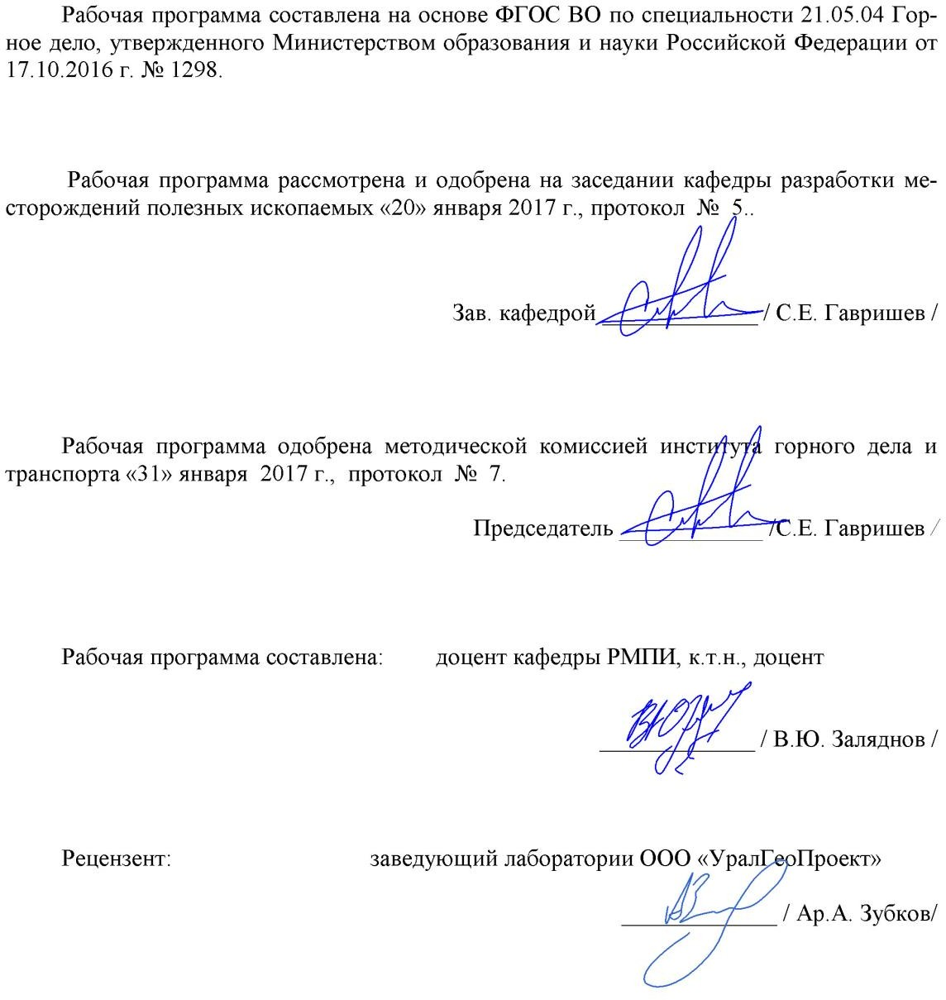 Рабочая программа составлена на основе ФГОС ВО по специальности 21.05.04 Гор-
ное дело, утвержденного Министерством образования и науки Российской Федерации от
17.10.2016 г. № 1298.
Рабочая программа рассмотрена и одобрена на заседании кафедры разработки ме-
сторождений полезных ископаемых «20» января 2017 г., протокол № 5..
Зав. кафедрой / С.Е. Гавришев /
Рабочая программа одобрена методической комиссией института горного дела и
транспорта «31» января 2017 г., протокол № 7.
Председатель /С.Е. Гавришев /
Рабочая программа составлена: доцент кафедры РМПИ, к.т.н., доцент
/ В.Ю. Заляднов /
Рецензент: заведующий лаборатории ООО «УралГеоПроект»
/ Ар.А. Зубков/